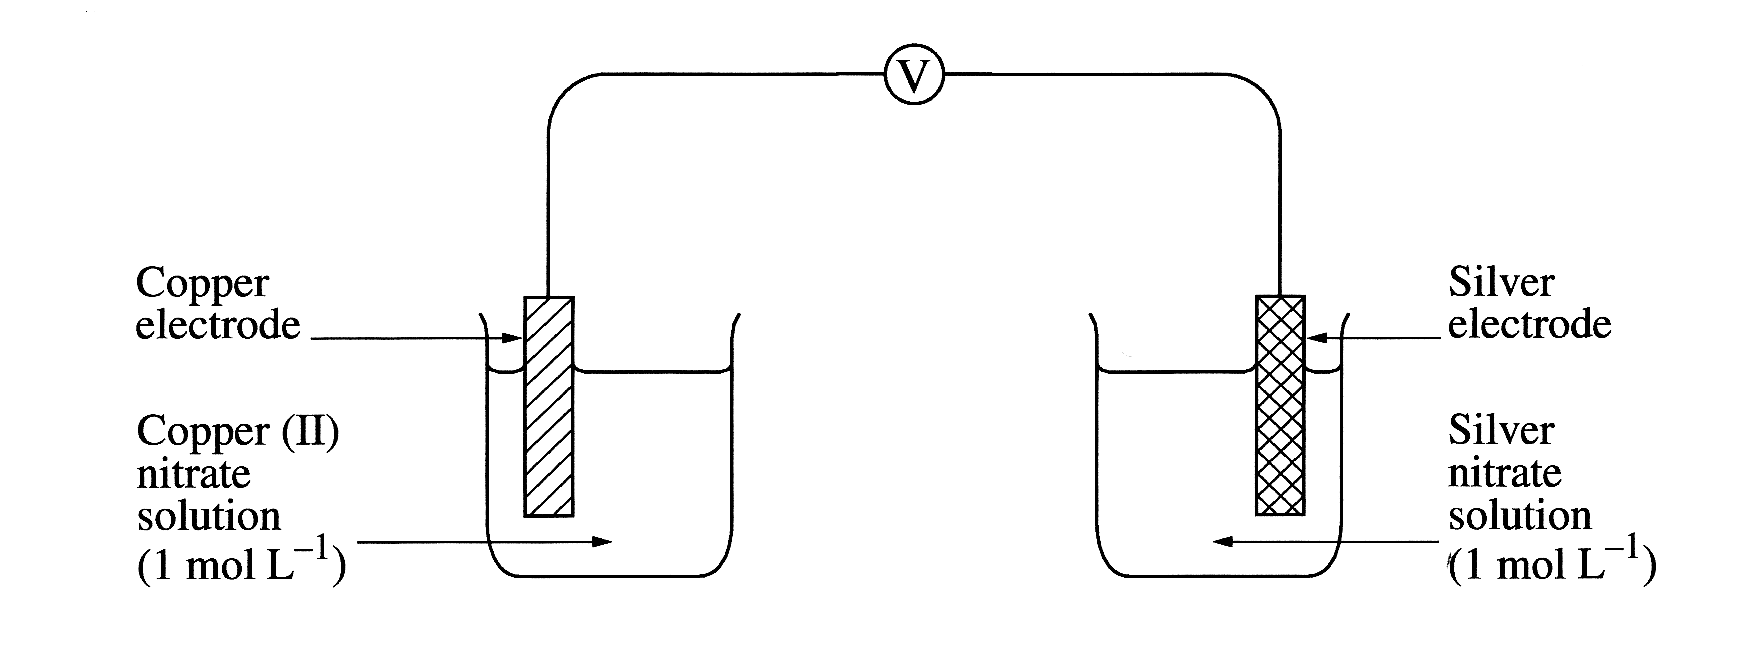 V
Copper
electrode
Silver
electrode
Copper (II)
nitrate
solution
(1 mol L⁻¹)
Silver
nitrate
solution
(1 mol L⁻¹)